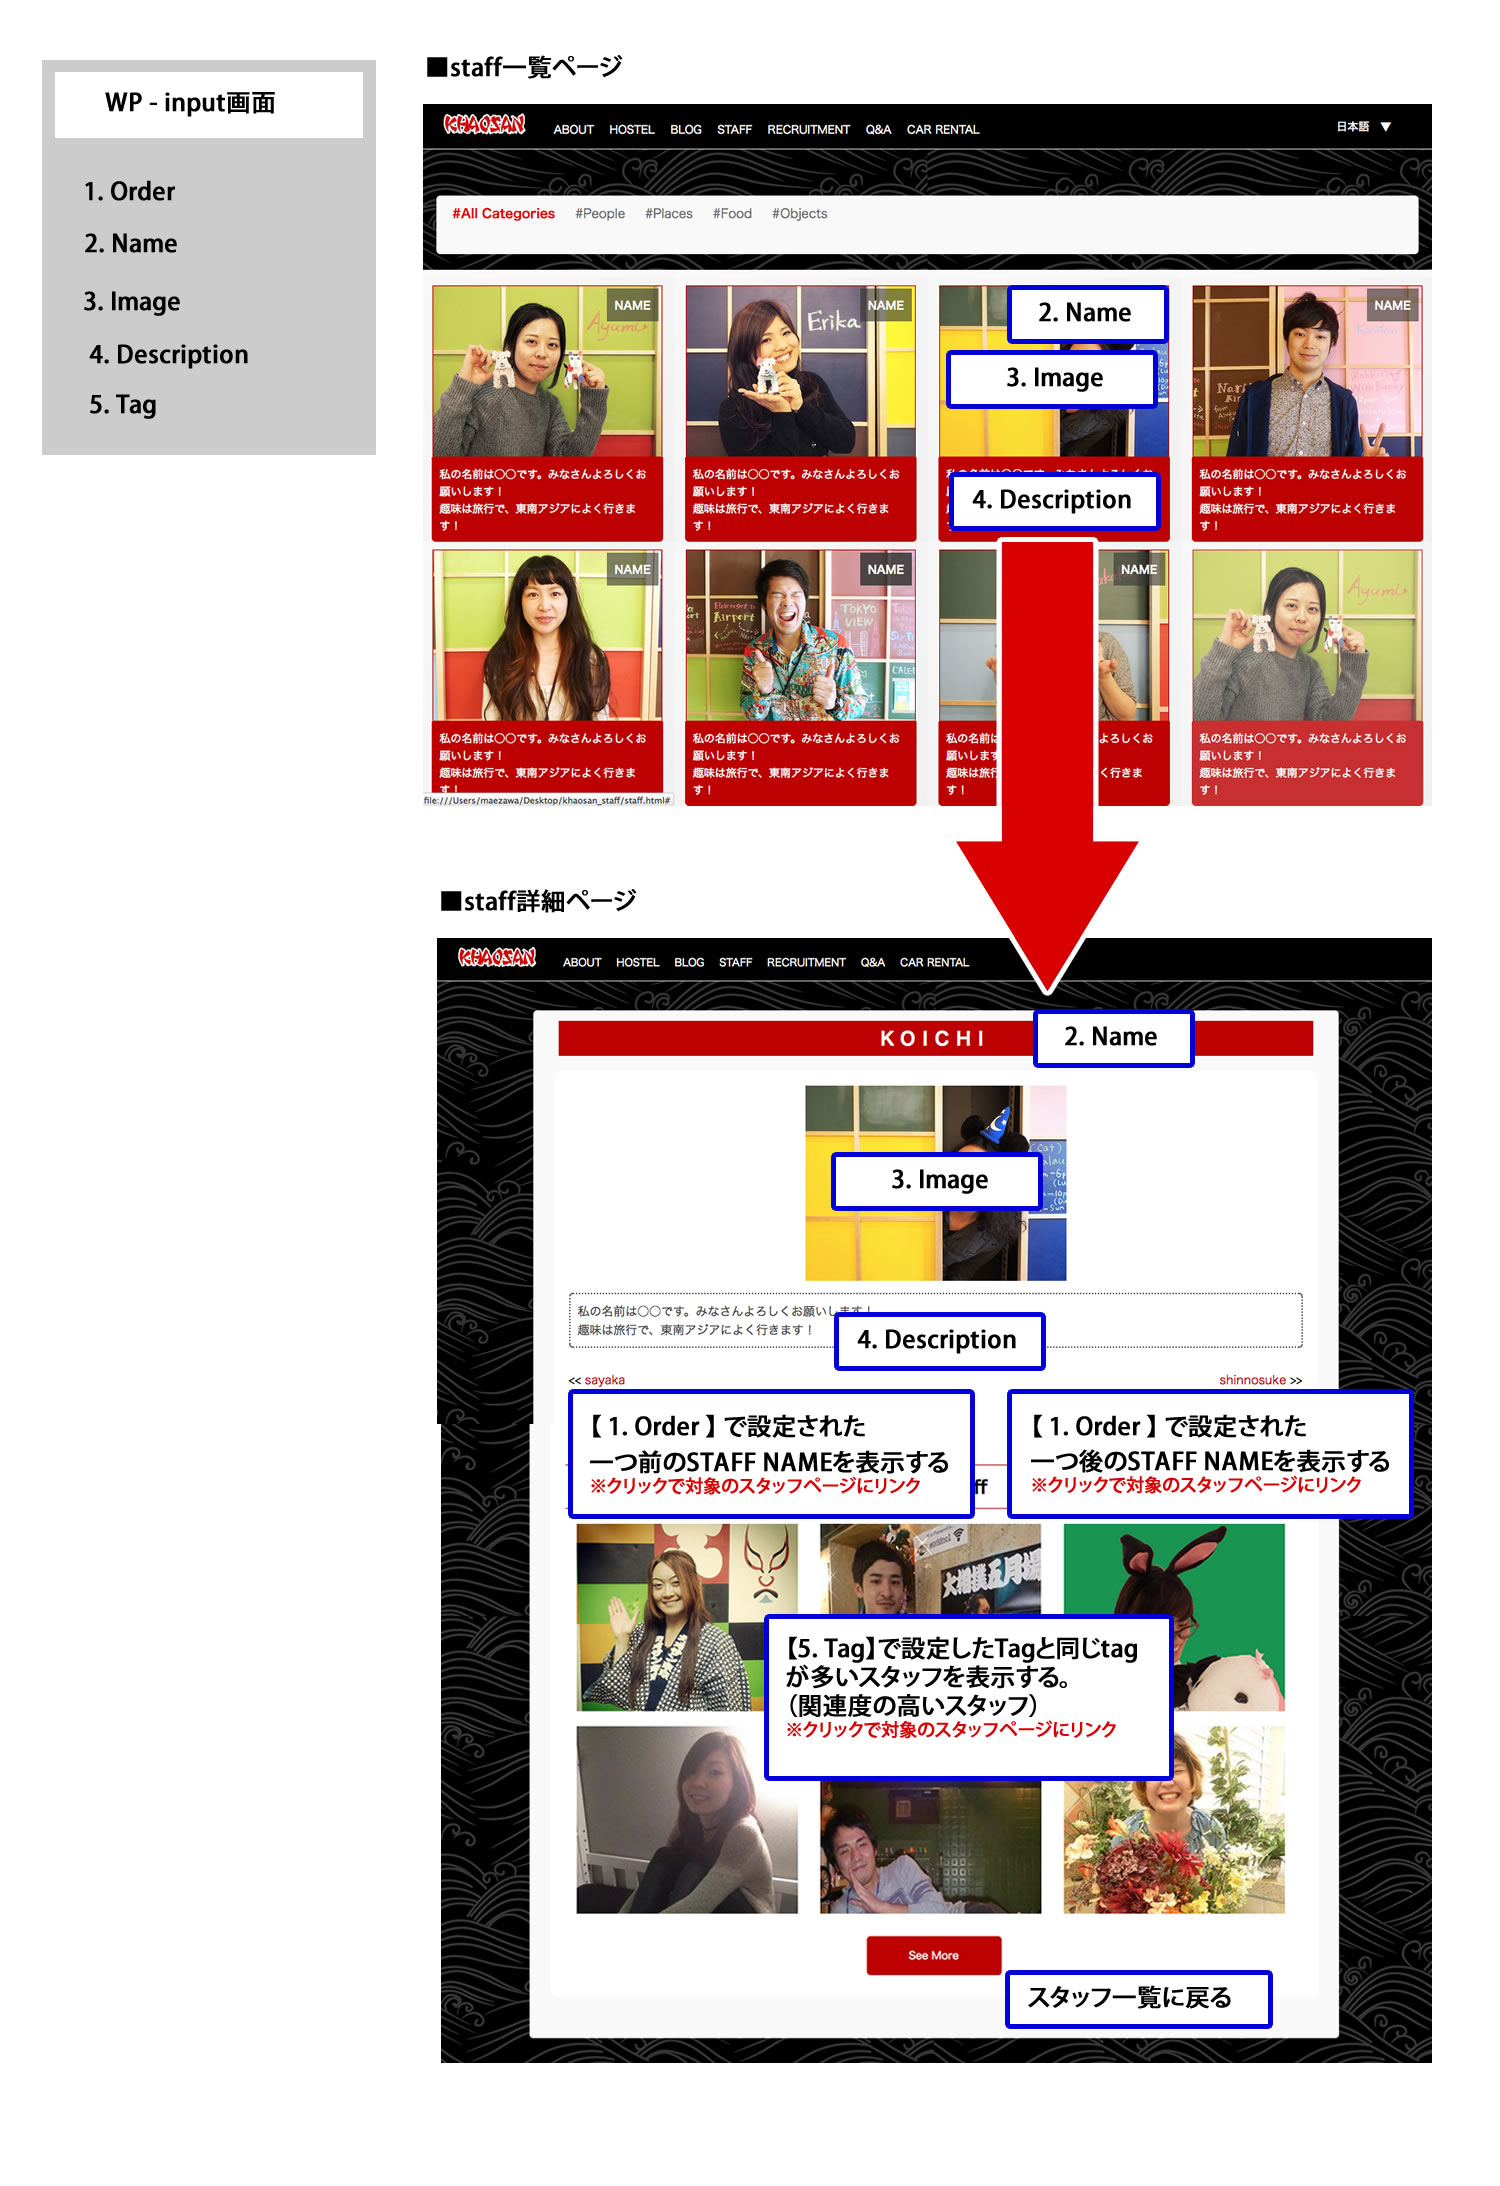 WP - input画面
1. Order
2. Name
3. Image
4. Description
5. Tag
■staff一覧ページ
KHAOSAN ABOUT HOSTEL BLOG STAFF RECRUITMENT Q&A CAR RENTAL 日本語 ▼
#All Categories #People #Places #Food #Objects
NAME
Ayumi
私の名前は〇〇です。みなさんよろしくお
願いします！
趣味は旅行で、東南アジアによく行きま
す！
NAME
Erika
私の名前は〇〇です。みなさんよろしくお
願いします！
趣味は旅行で、東南アジアによく行きま
す！
2. Name
3. Image
4. Description
NAME
私の名前は〇〇です。みなさんよろしくお
願いします！
趣味は旅行で、東南アジアによく行きま
す！
NAME
私の名前は〇〇です。みなさんよろしくお
願いします！
趣味は旅行で、東南アジアによく行きま
す！
file:///Users/maezawa/Desktop/khaosan_staff/staff.html#
NAME
Airport
TOKYO
VIEW
私の名前は〇〇です。みなさんよろしくお
願いします！
趣味は旅行で、東南アジアによく行きま
す！
NAME
私の名前
よろしくお
願いしま
趣味は旅行
く行きま
す！
Ayumi
私の名前は〇〇です。みなさんよろしくお
願いします！
趣味は旅行で、東南アジアによく行きま
す！
■staff詳細ページ
KHAOSAN ABOUT HOSTEL BLOG STAFF RECRUITMENT Q&A CAR RENTAL
KOICHI
2. Name
3. Image
私の名前は〇〇です。みなさんよろしくお願いします！
趣味は旅行で、東南アジアによく行きます！
4. Description
<< sayaka
shinnosuke >>
【 1. Order 】 で設定された
一つ前のSTAFF NAMEを表示する
※クリックで対象のスタッフページにリンク
【 1. Order 】 で設定された
一つ後のSTAFF NAMEを表示する
※クリックで対象のスタッフページにリンク
ff
大相撲五月場
【5. Tag】で設定したTagと同じtag
が多いスタッフを表示する。
（関連度の高いスタッフ）
※クリックで対象のスタッフページにリンク
See More
スタッフ一覧に戻る